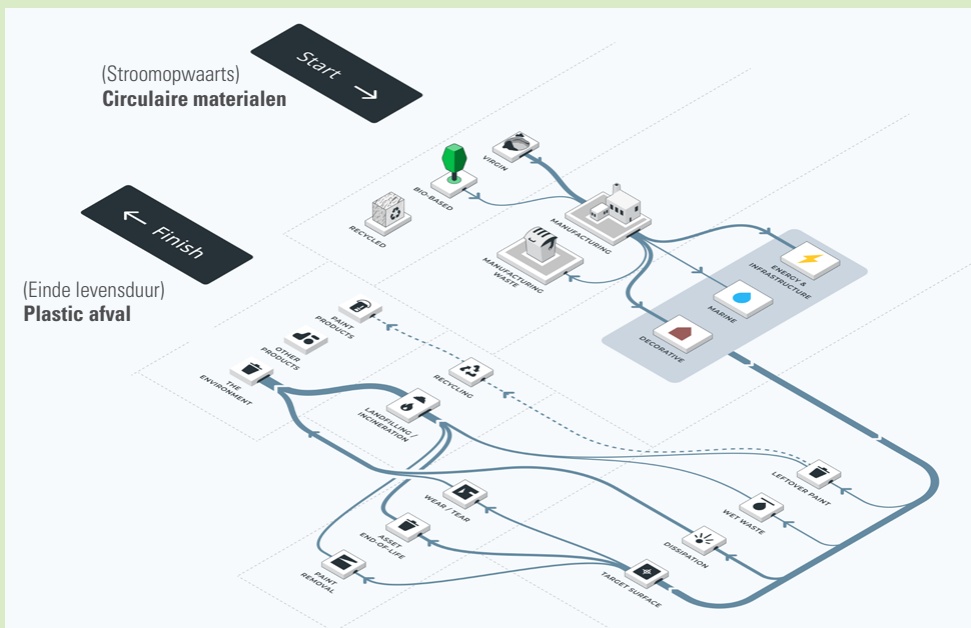 Start →
(Stroomopwaarts)
Circulaire materialen
VIRGIN
BIO-BASED
RECYCLED
MANUFACTURING
MANUFACTURING
WASTE
ENERGY &
INFRASTRUCTURE
MARINE
DECORATIVE
← Finish
(Einde levensduur)
Plastic afval
PAINT
PRODUCTS
OTHER
PRODUCTS
THE
ENVIRONMENT
RECYCLING
LANDFILLING /
INCINERATION
LEFTOVER PAINT
WET WASTE
DISSIPATION
TARGET SURFACE
WEAR / TEAR
ASSET
END-OF-LIFE
PAINT
REMOVAL